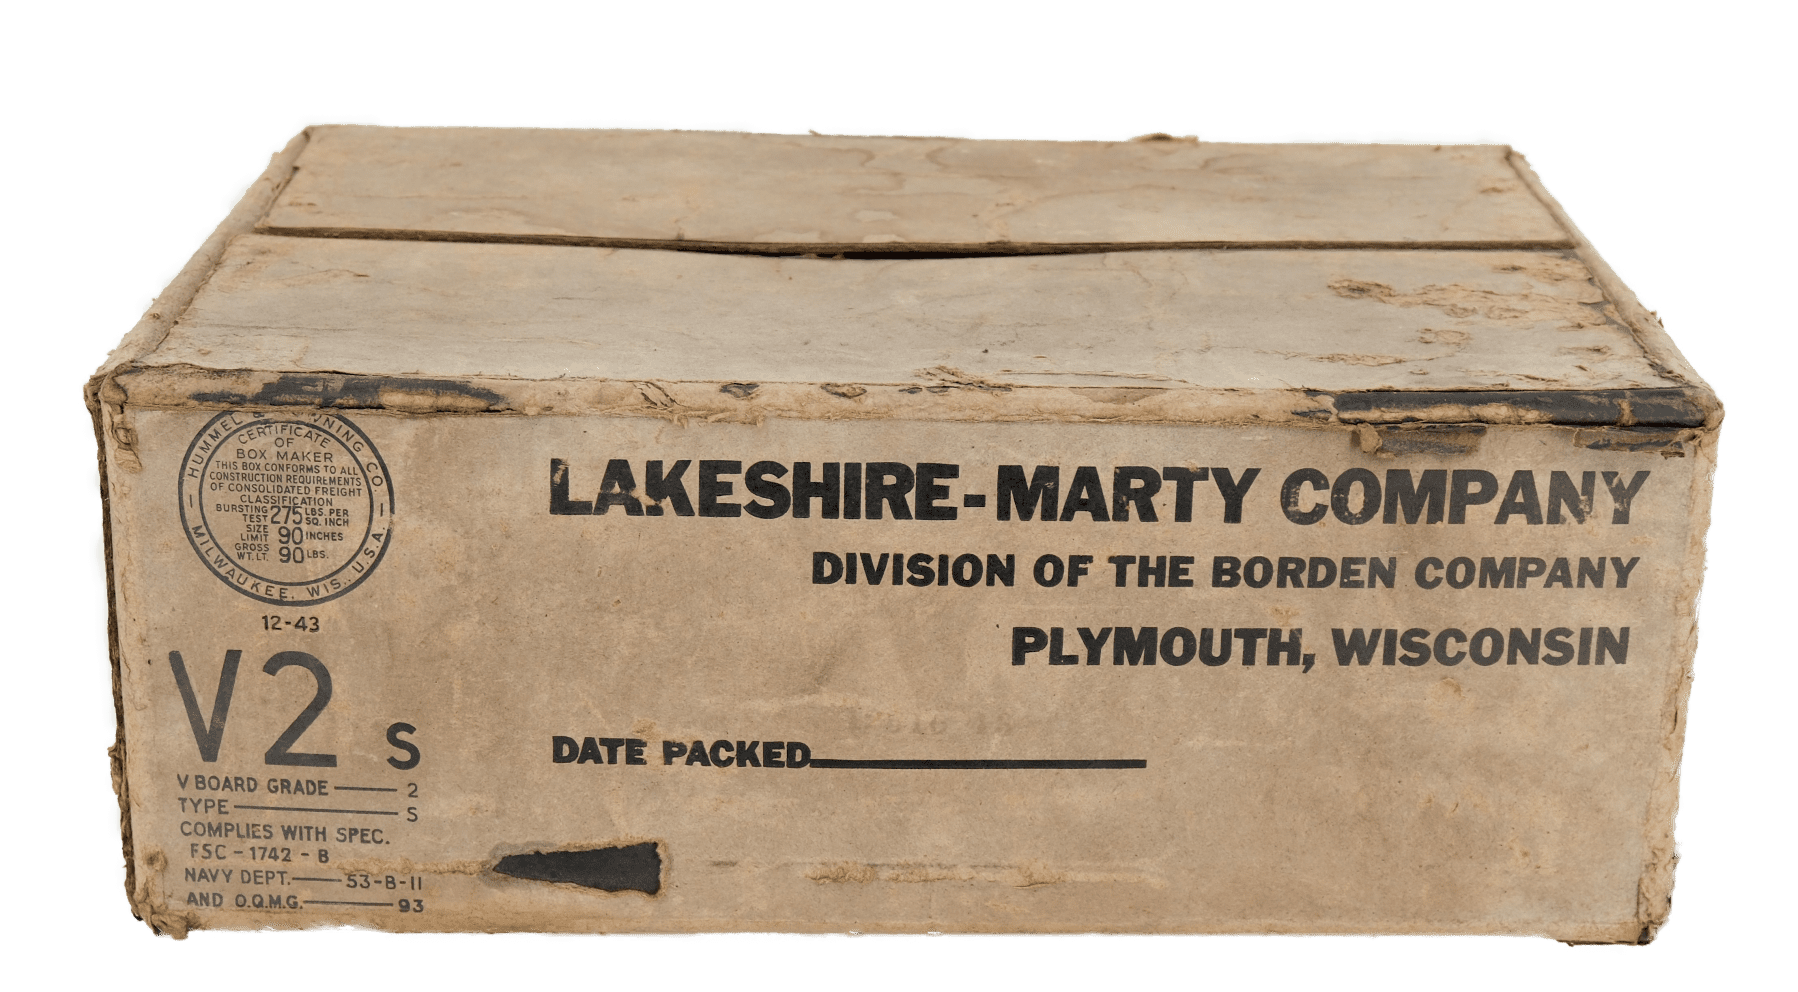 HUMMEL & DOWNING CO.
CERTIFICATE
OF
BOX MAKER
THIS BOX CONFORMS TO ALL
CONSTRUCTION REQUIREMENTS
OF CONSOLIDATED FREIGHT
CLASSIFICATION
BURSTING TEST 275 LBS. PER SQ. INCH
SIZE LIMIT 90 INCHES
GROSS WT. LT. 90 LBS.
MILWAUKEE, WIS., U.S.A.
12-43
V2 S
V BOARD GRADE 2
TYPE S
COMPLIES WITH SPEC.
FSC - 1742 - B
NAVY DEPT. 53-B-11
AND O.Q.M.G. 93
LAKESHIRE-MARTY COMPANY
DIVISION OF THE BORDEN COMPANY
PLYMOUTH, WISCONSIN
DATE PACKED